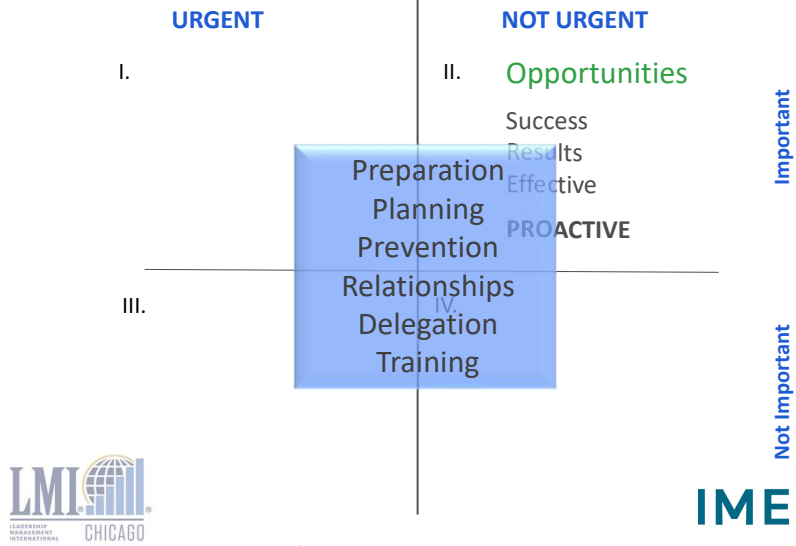 URGENT
NOT URGENT
I.
II.
Opportunities
Success
Results
Effective
PROACTIVE
Important
Preparation
Planning
Prevention
Relationships
Delegation
Training
III.
IV.
Not Important
LMI
LEADERSHIP
MANAGEMENT
INTERNATIONAL
CHICAGO
IME